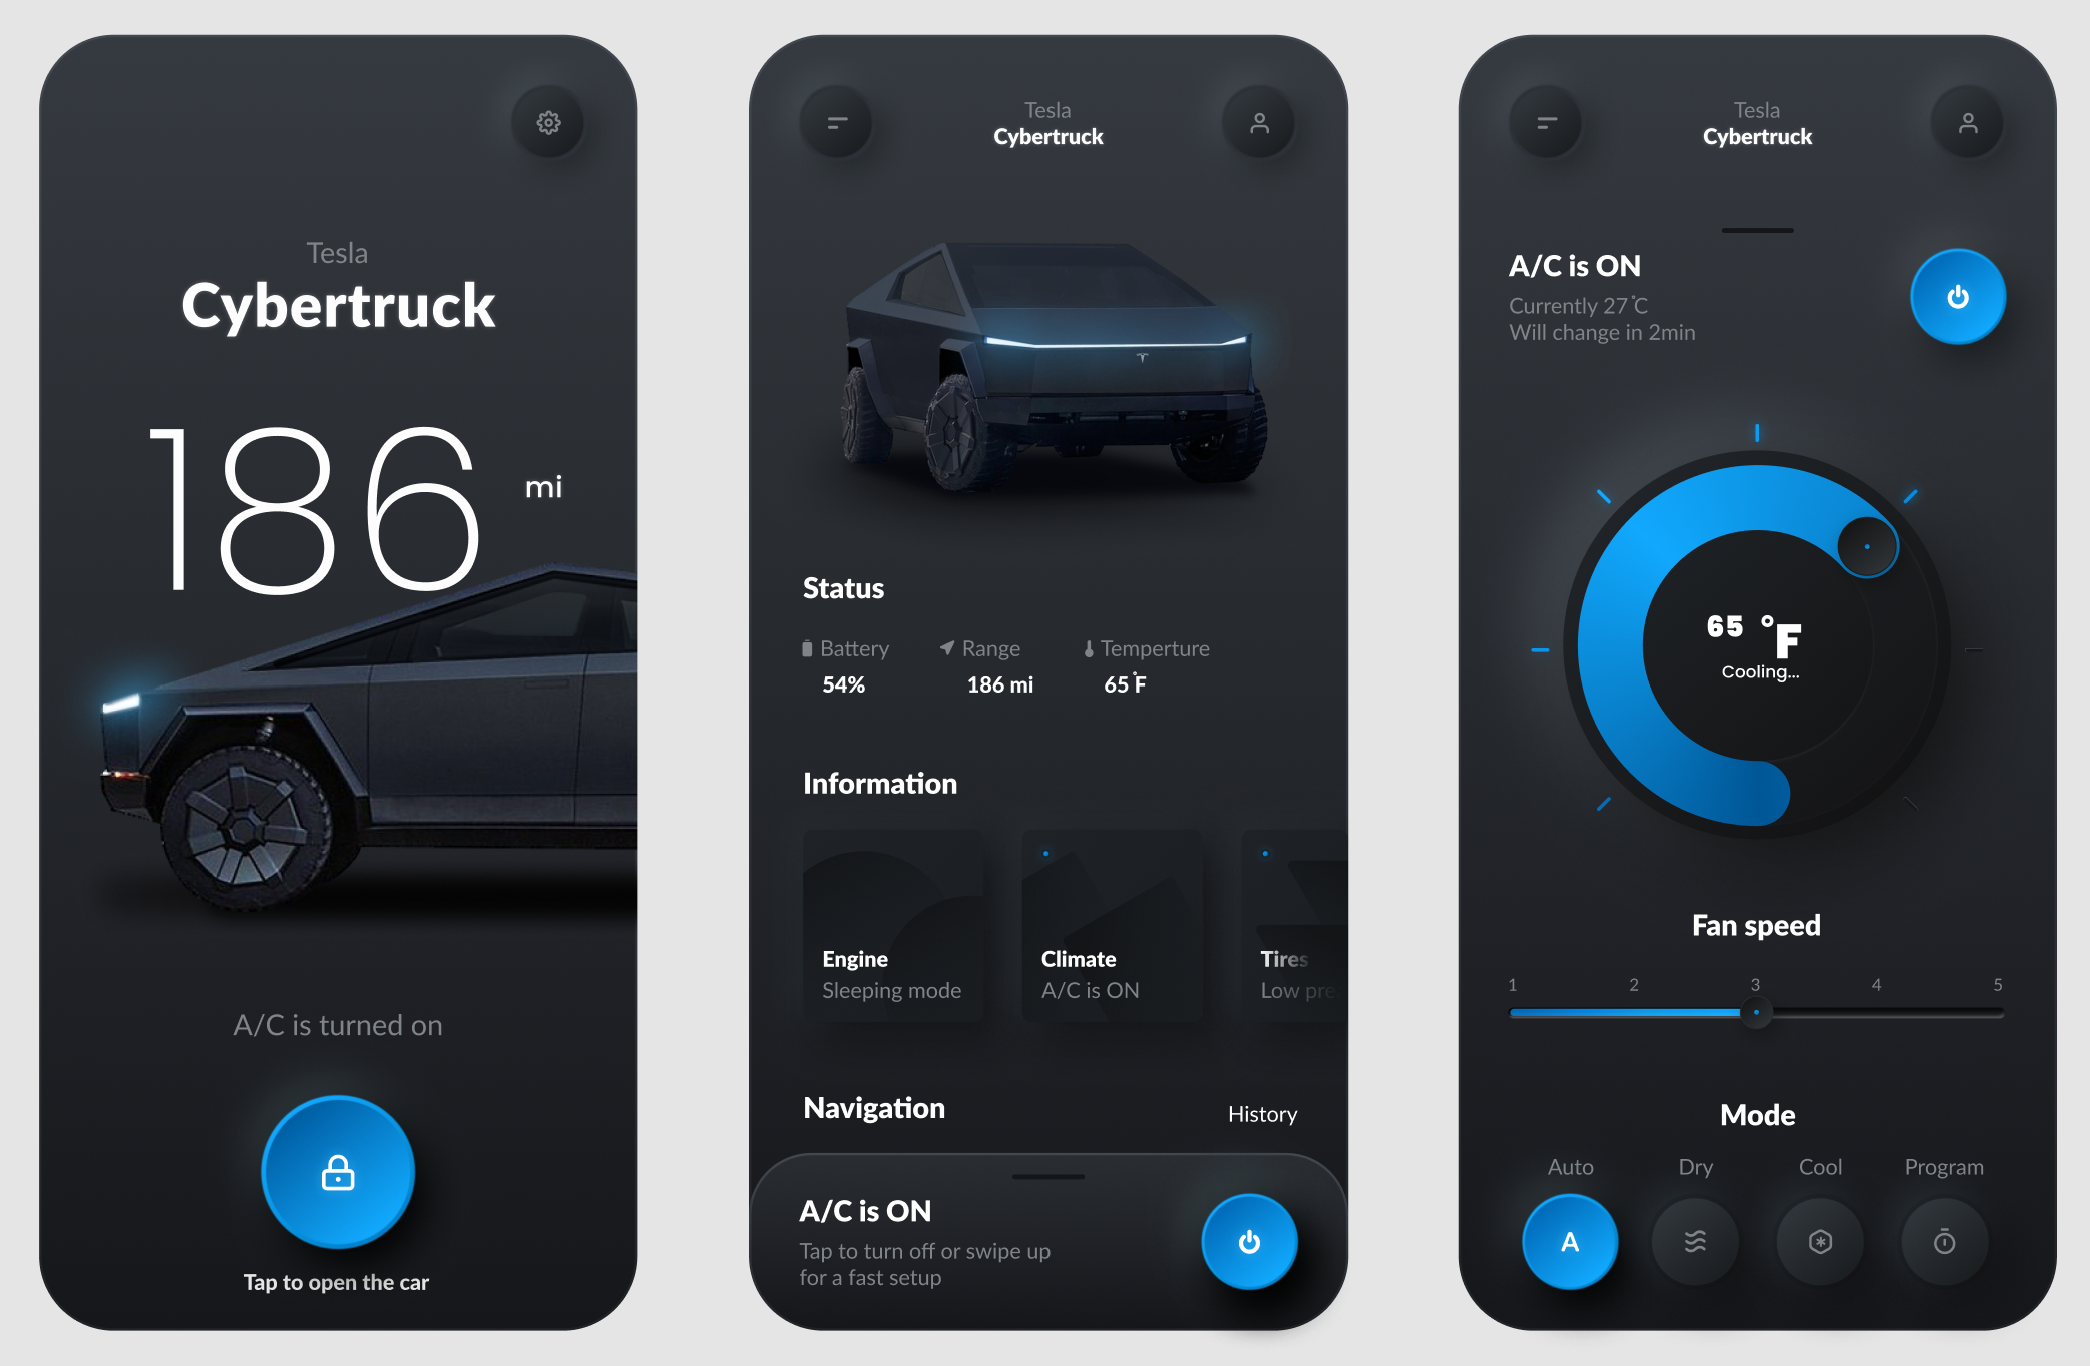 Tesla
Cybertruck
186 mi
A/C is turned on
Tap to open the car
Tesla
Cybertruck
Status
Battery Range Temperture
54% 186 mi 65°F
Information
Engine Climate Tires
Sleeping mode A/C is ON Low pre
Navigation History
A/C is ON
Tap to turn off or swipe up
for a fast setup
Tesla
Cybertruck
A/C is ON
Currently 27°C
Will change in 2min
65 °F
Cooling...
Fan speed
1 2 3 4 5
Mode
Auto Dry Cool Program
A